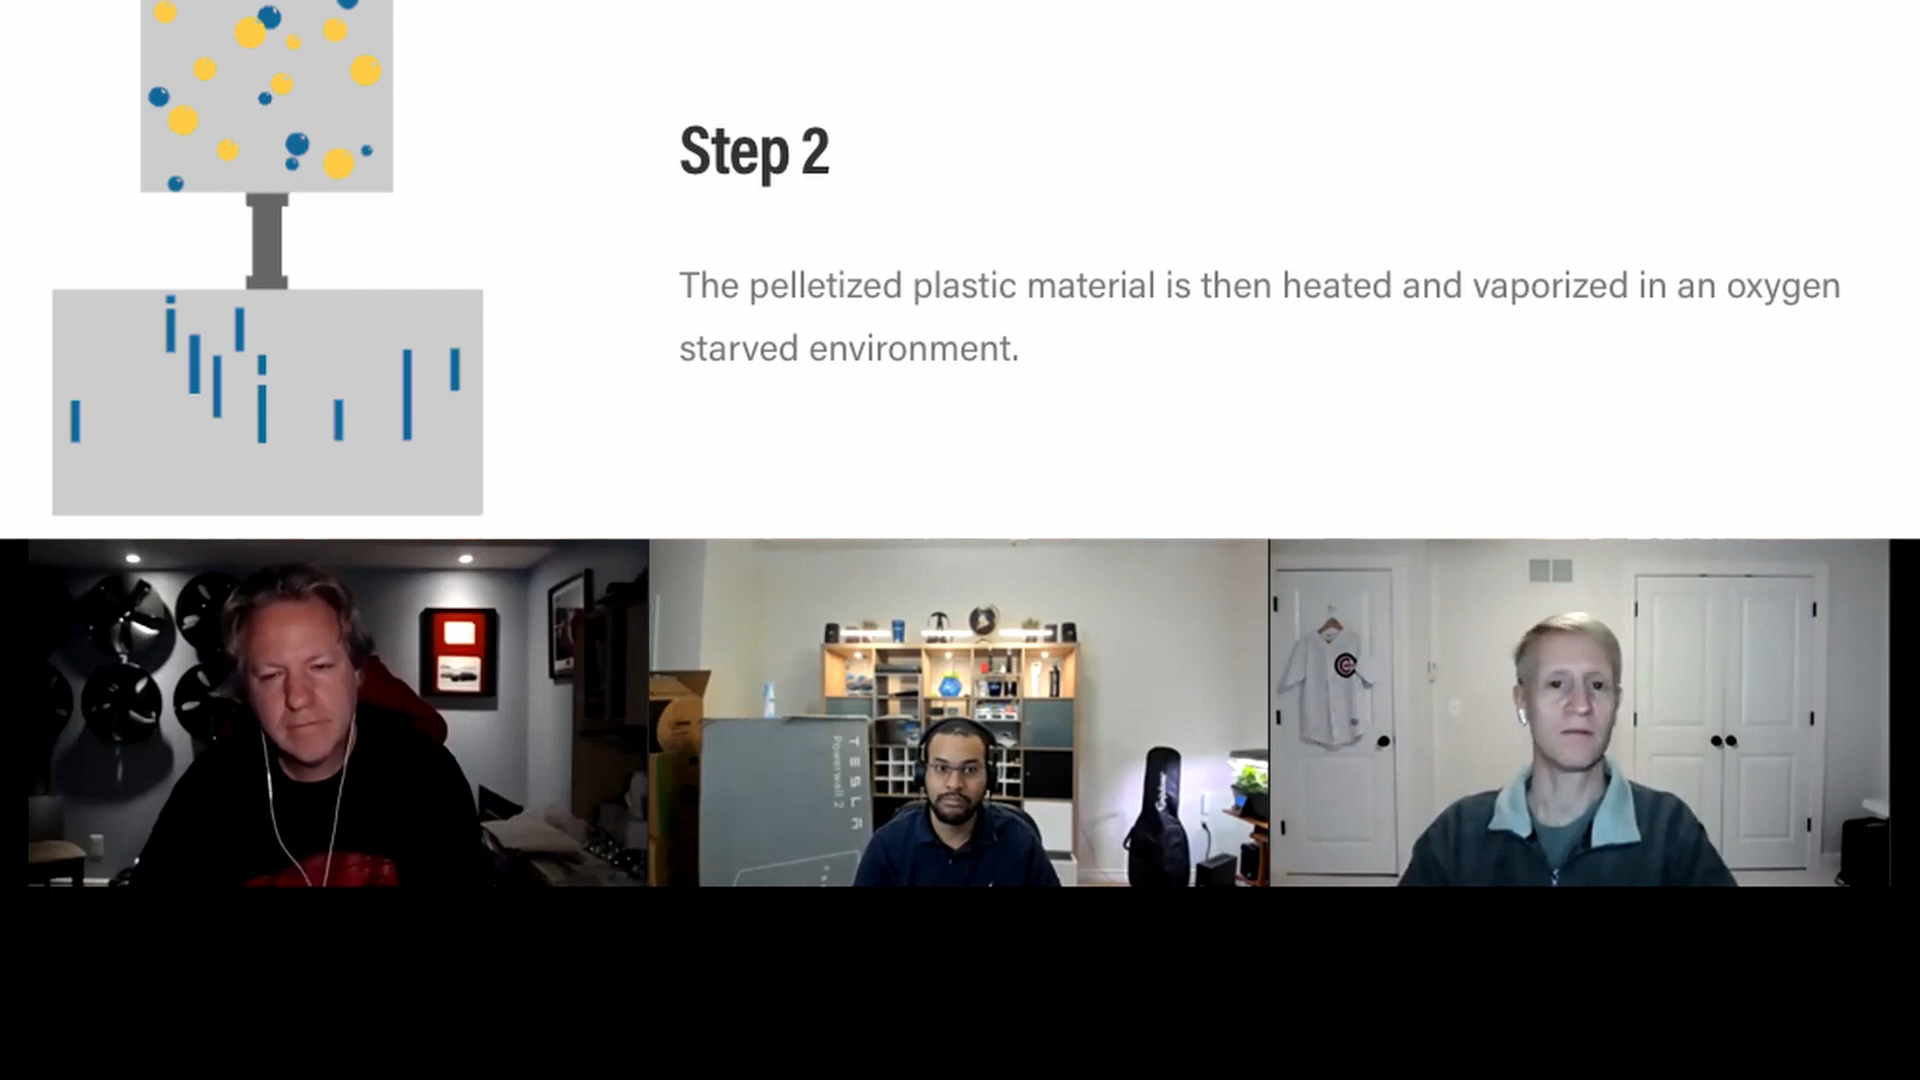 Step 2
The pelletized plastic material is then heated and vaporized in an oxygen
starved environment.
TESLA
Powerwall 2